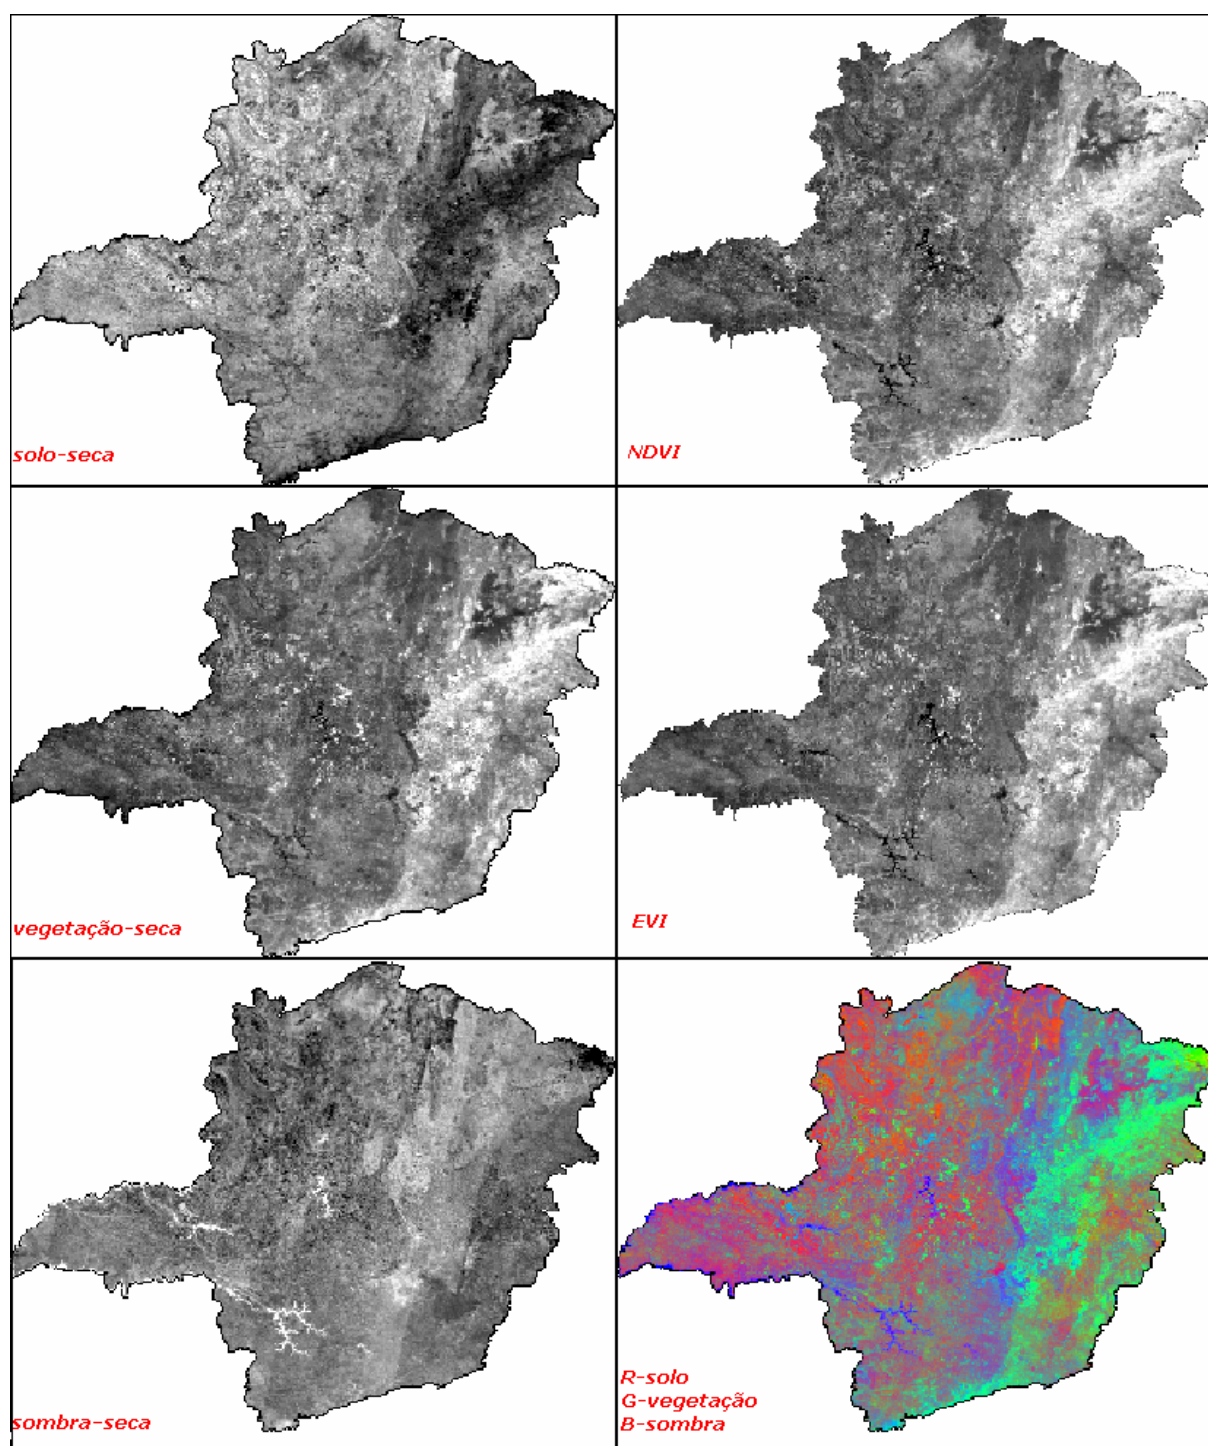 solo-seca
NDVI
vegetação-seca
EVI
sombra-seca
R-solo
G-vegetação
B-sombra